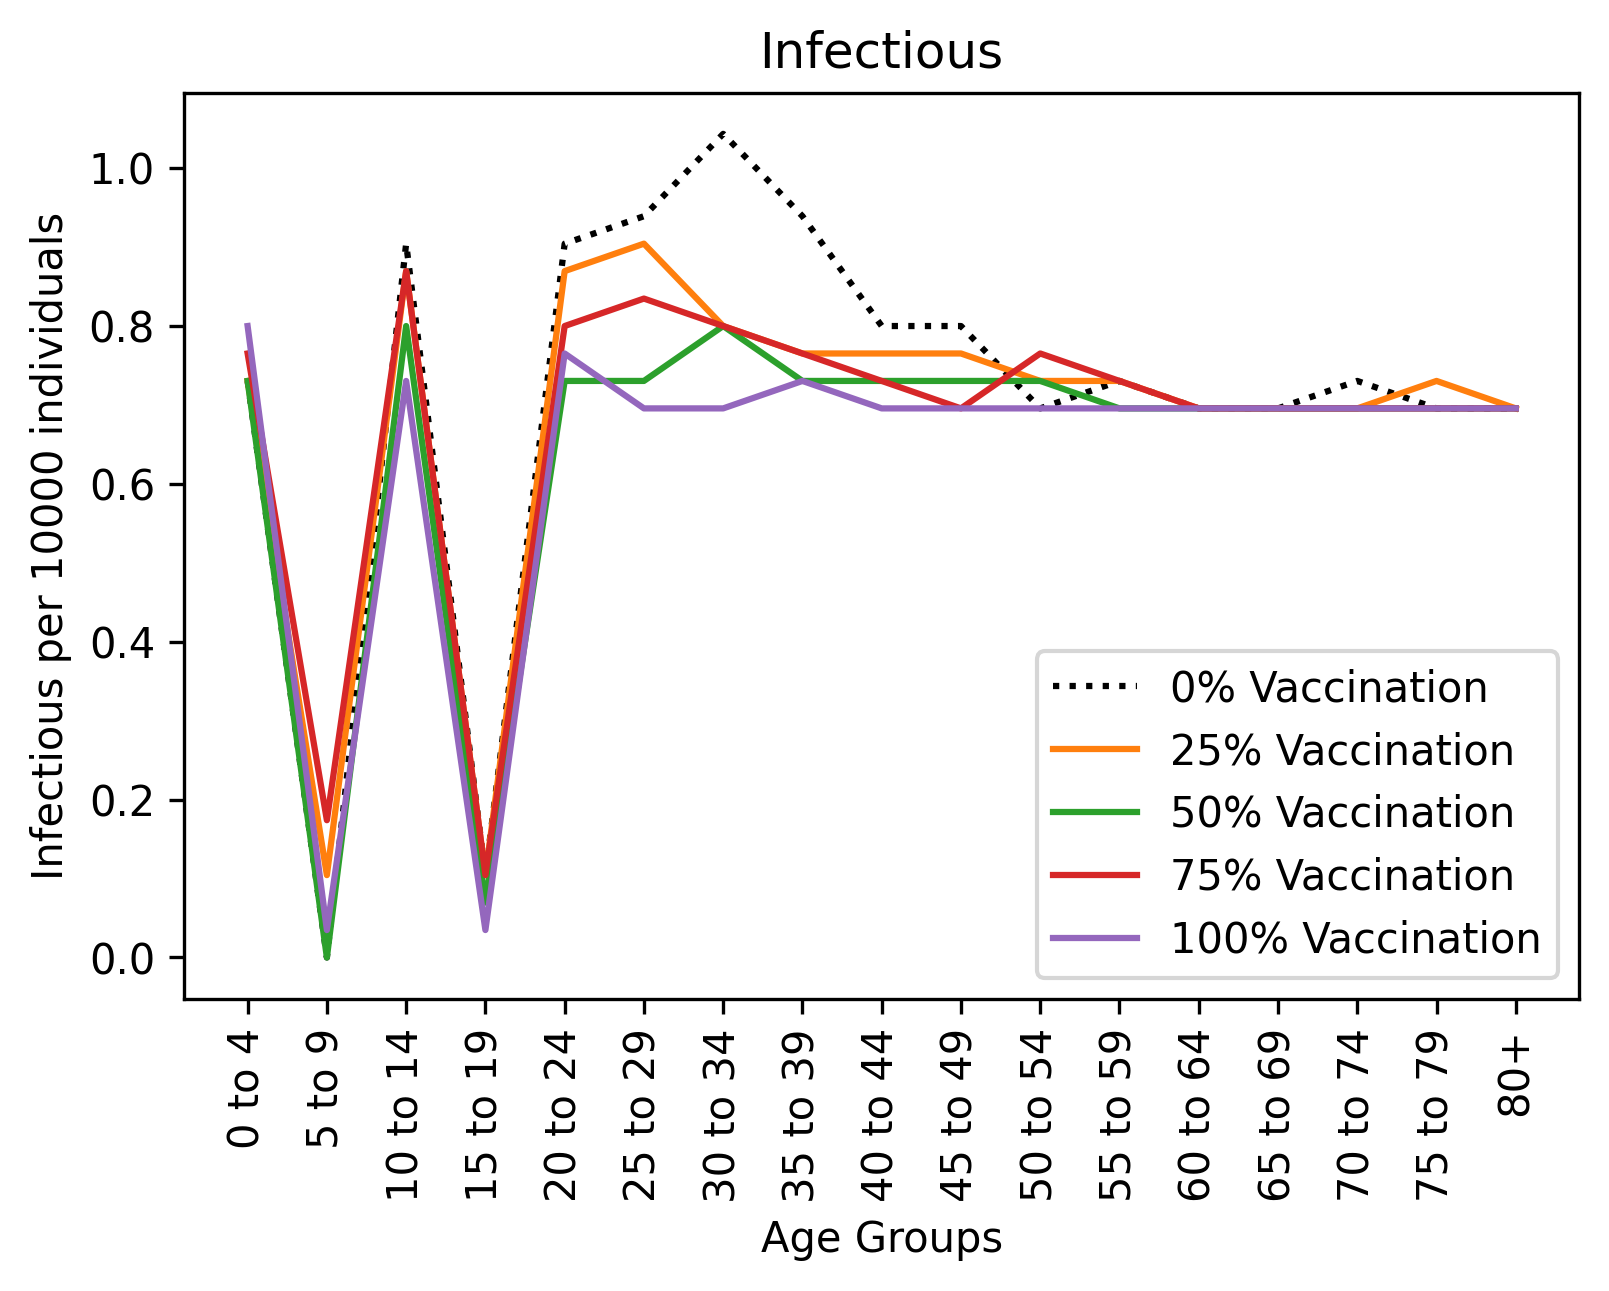 Infectious
Infectious per 10000 individuals
1.0
0.8
0.6
0.4
0.2
0.0
0% Vaccination
25% Vaccination
50% Vaccination
75% Vaccination
100% Vaccination
0 to 4
5 to 9
10 to 14
15 to 19
20 to 24
25 to 29
30 to 34
35 to 39
40 to 44
45 to 49
50 to 54
55 to 59
60 to 64
65 to 69
70 to 74
75 to 79
80+
Age Groups